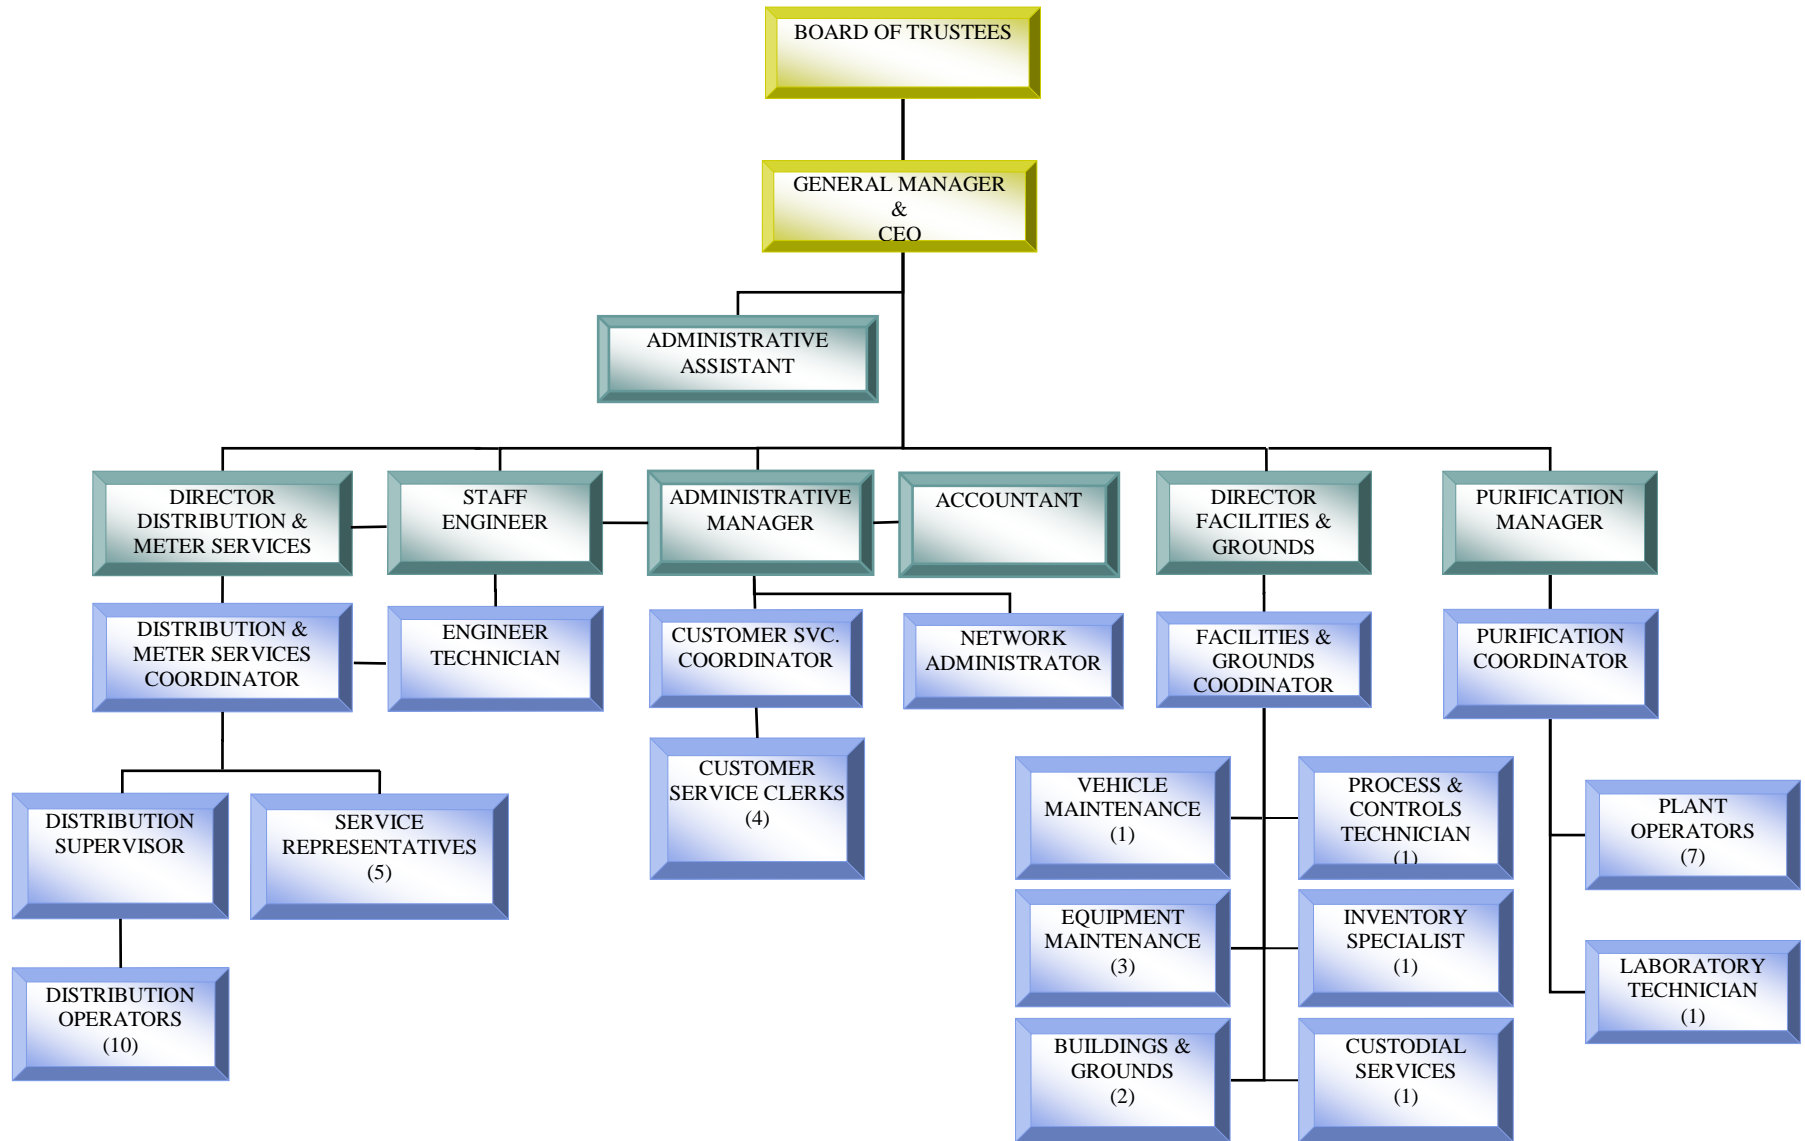 BOARD OF TRUSTEES
GENERAL MANAGER
&
CEO
ADMINISTRATIVE
ASSISTANT
DIRECTOR
DISTRIBUTION &
METER SERVICES
STAFF
ENGINEER
ADMINISTRATIVE
MANAGER
ACCOUNTANT
DIRECTOR
FACILITIES &
GROUNDS
PURIFICATION
MANAGER
DISTRIBUTION &
METER SERVICES
COORDINATOR
ENGINEER
TECHNICIAN
CUSTOMER SVC.
COORDINATOR
NETWORK
ADMINISTRATOR
FACILITIES &
GROUNDS
COODINATOR
PURIFICATION
COORDINATOR
DISTRIBUTION
SUPERVISOR
SERVICE
REPRESENTATIVES
(5)
CUSTOMER
SERVICE CLERKS
(4)
VEHICLE
MAINTENANCE
(1)
PROCESS &
CONTROLS
TECHNICIAN
(1)
PLANT
OPERATORS
(7)
EQUIPMENT
MAINTENANCE
(3)
INVENTORY
SPECIALIST
(1)
LABORATORY
TECHNICIAN
(1)
DISTRIBUTION
OPERATORS
(10)
BUILDINGS &
GROUNDS
(2)
CUSTODIAL
SERVICES
(1)